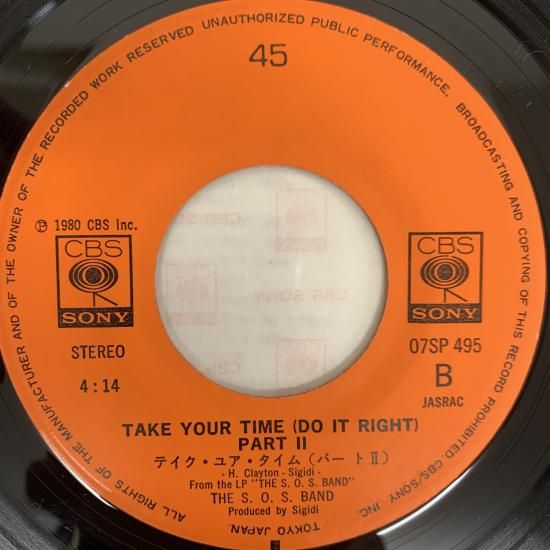 ALL RIGHTS OF THE MANUFACTURER AND OF THE OWNER OF THE RECORDED WORK RESERVED UNAUTHORIZED PUBLIC PERFORMANCE, BROADCASTING AND COPYING OF THIS RECORD PROHIBITED CBS/SONY INC. TOKYO JAPAN.
45
Ⓟ 1980 CBS Inc.
CBS
SONY
CBS
SONY
STEREO
4:14
07SP 495
B
JASRAC
CBS/SONY
TAKE YOUR TIME (DO IT RIGHT)
PART II
テイク・ユア・タイム (パートⅡ)
- H. Clayton - Sigidi -
From the LP "THE S. O. S. BAND"
THE S. O. S. BAND
Produced by Sigidi